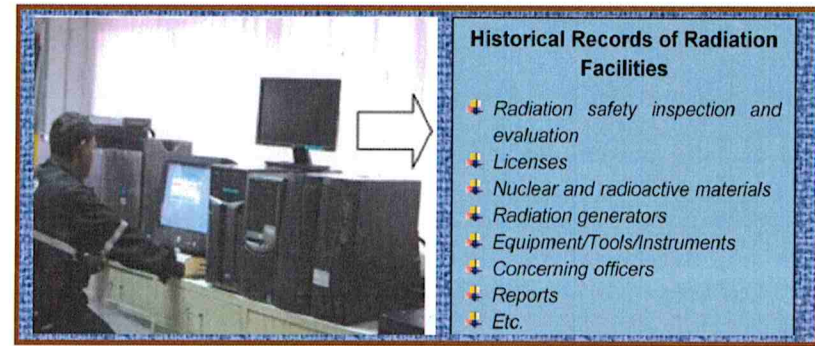 Historical Records of Radiation
Facilities
Radiation safety inspection and
evaluation
Licenses
Nuclear and radioactive materials
Radiation generators
Equipment/Tools/Instruments
Concerning officers
Reports
Etc.